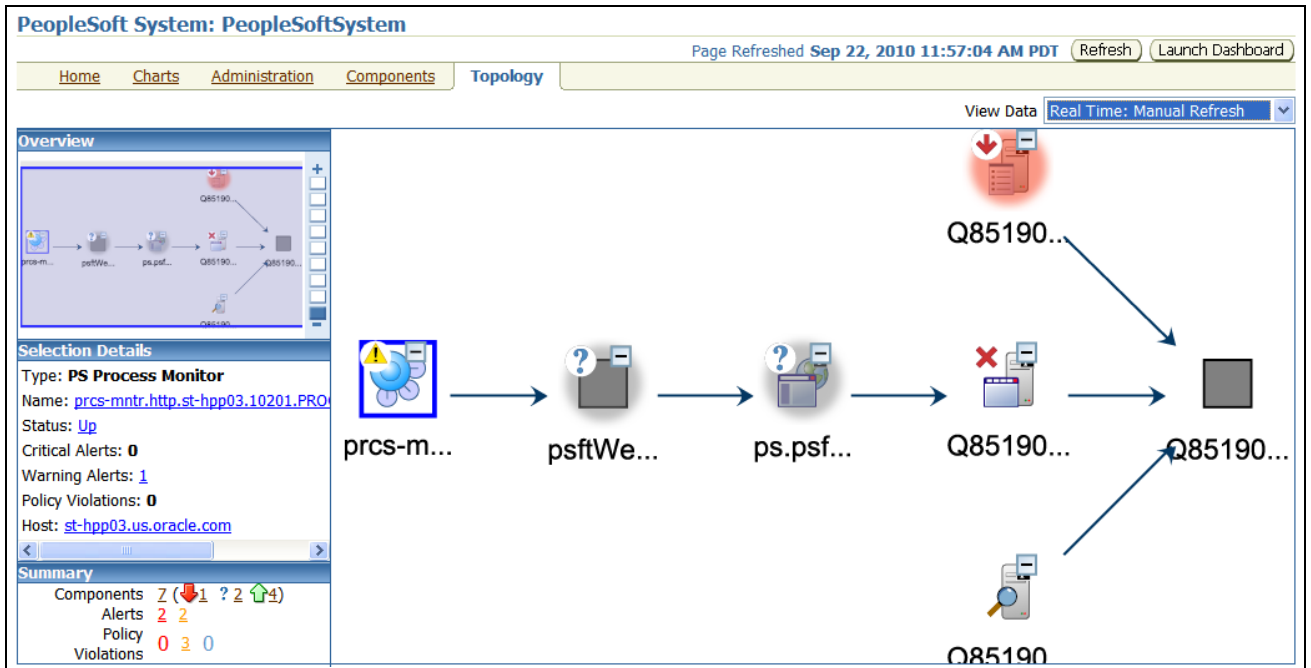 PeopleSoft System: PeopleSoftSystem
Page Refreshed Sep 22, 2010 11:57:04 AM PDT Refresh Launch Dashboard
Home Charts Administration Components Topology
View Data Real Time: Manual Refresh
Overview
Q85190...
prcs-m... psftWe... ps.psf... Q85190... Q85190...
Q85190
Selection Details
Type: PS Process Monitor
Name: prcs-mntr.http.st-hpp03.10201.PRO
Status: Up
Critical Alerts: 0
Warning Alerts: 1
Policy Violations: 0
Host: st-hpp03.us.oracle.com
Summary
Components 7 (1 ? 2 4)
Alerts 2 2
Policy Violations 0 3 0
Q85190...
prcs-m... psftWe... ps.psf... Q85190... Q85190...
Q85190